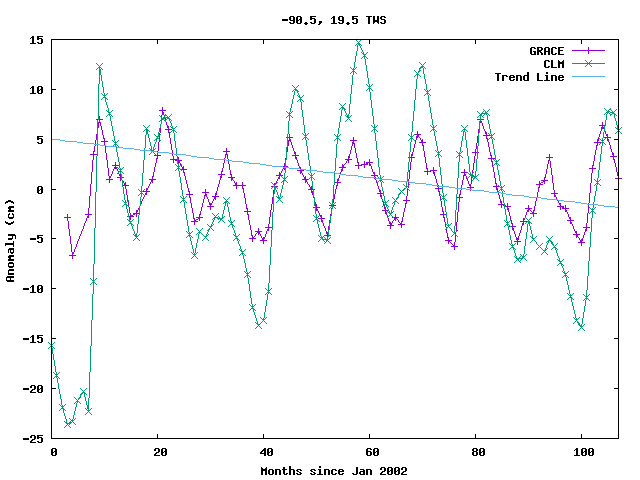 -90.5, 19.5 TWS
GRACE
CLM
Trend Line
15
10
5
0
-5
-10
-15
-20
-25
Anomaly (cm)
0 20 40 60 80 100
Months since Jan 2002